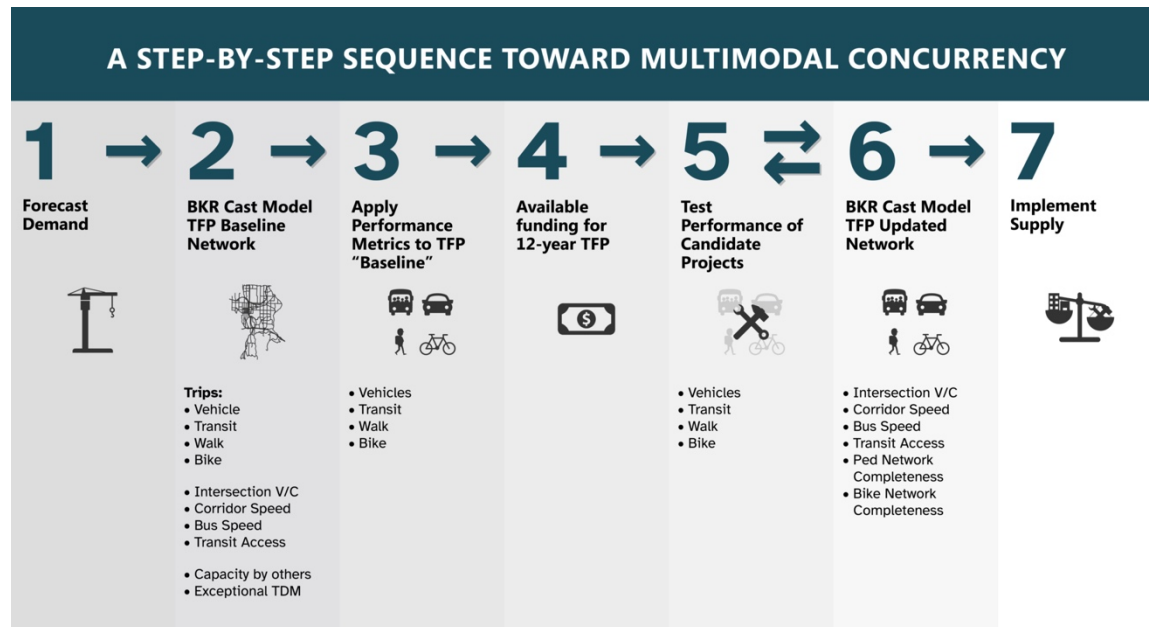 A STEP-BY-STEP SEQUENCE TOWARD MULTIMODAL CONCURRENCY
1
Forecast
Demand
2
BKR Cast Model
TFP Baseline
Network
Trips:
• Vehicle
• Transit
• Walk
• Bike
• Intersection V/C
• Corridor Speed
• Bus Speed
• Transit Access
• Capacity by others
• Exceptional TDM
3
Apply
Performance
Metrics to TFP
“Baseline”
• Vehicles
• Transit
• Walk
• Bike
4
Available
funding for
12-year TFP
$
5
Test
Performance of
Candidate
Projects
• Vehicles
• Transit
• Walk
• Bike
6
BKR Cast Model
TFP Updated
Network
• Intersection V/C
• Corridor Speed
• Bus Speed
• Transit Access
• Ped Network
Completeness
• Bike Network
Completeness
7
Implement
Supply